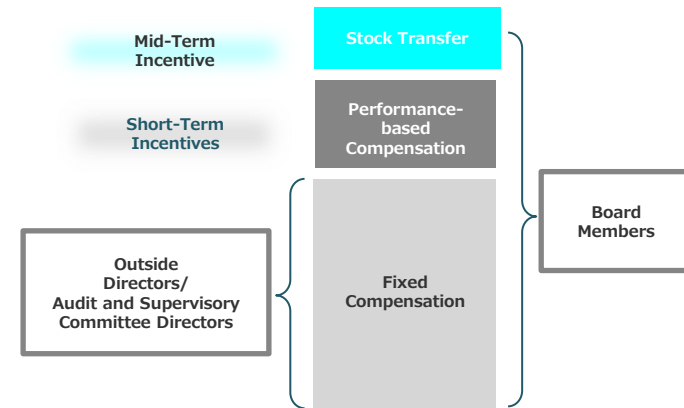 Mid-Term
Incentive
Stock Transfer
Short-Term
Incentives
Performance-
based
Compensation
Outside
Directors/
Audit and Supervisory
Committee Directors
Fixed
Compensation
Board
Members